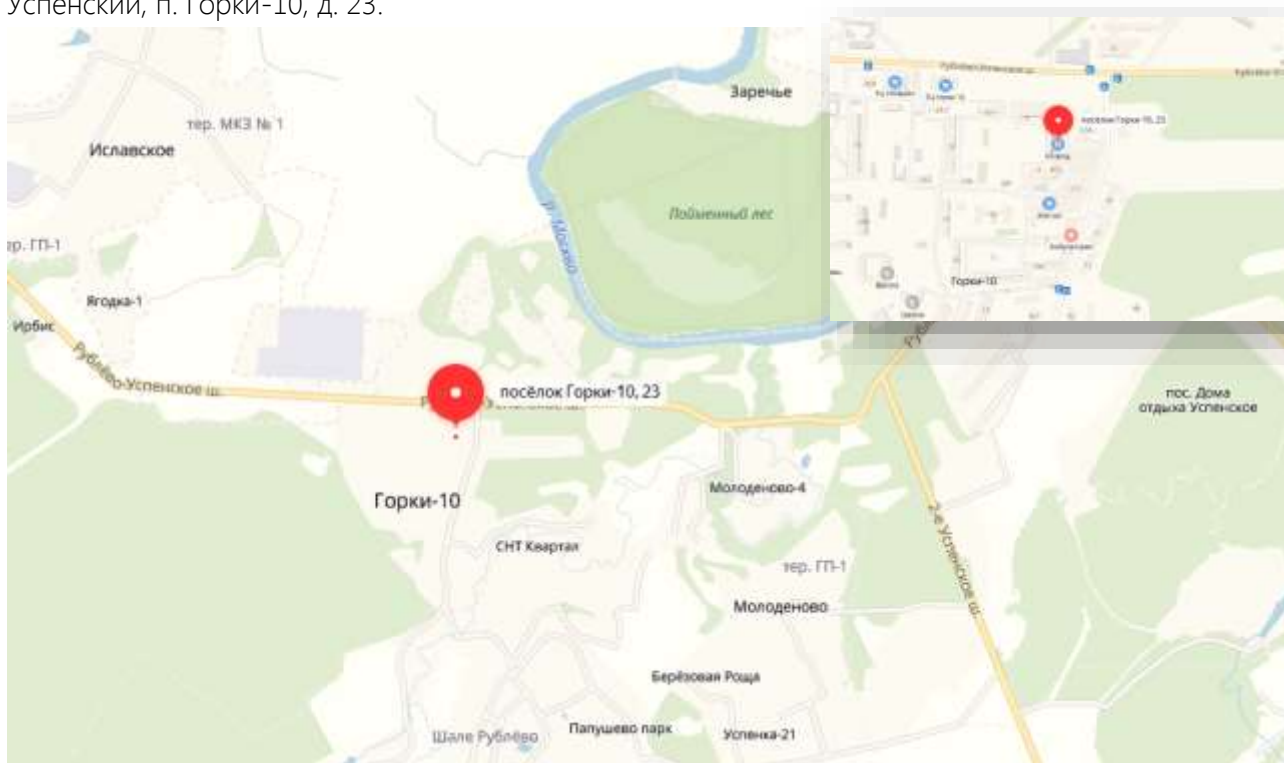 Успенский, п. Горки-10, д. 23.
Заречье
тер. МКЗ № 1
Иславское
Пойменный лес
р. Москва
посёлок Горки-10, 23
Горки-10
ер. ГП-1
Ягодка-1
Ирбис
Рублёво-Успенское ш.
посёлок Горки-10, 23
пос. Дома
отдыха Успенское
Горки-10
Молоденово-4
2-е Успенское ш.
СНТ Квартал
тер. ГП-1
Молоденово
Берёзовая Роща
Шале Рублёво
Папушево парк
Успенка-21